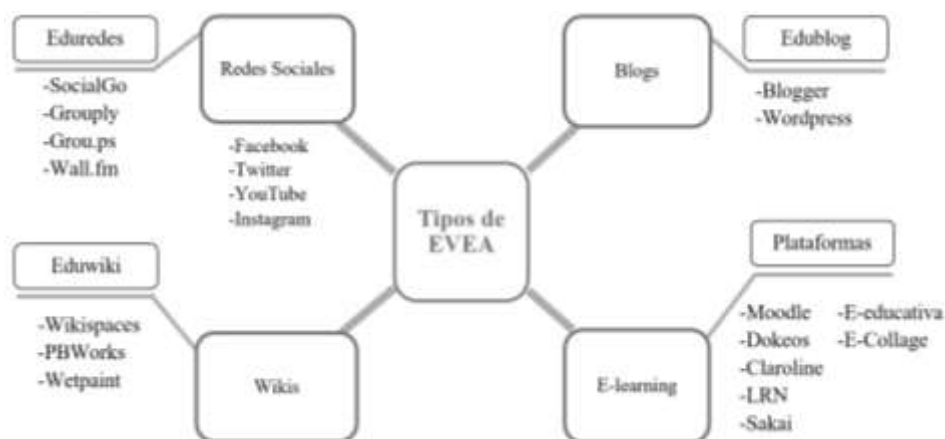 Eduredes
-SocialGo
-Grouply
-Grou.ps
-Wall.fm
Redes Sociales
-Facebook
-Twitter
-YouTube
-Instagram
Blogs
Edublog
-Blogger
-Wordpress
Tipos de
EVEA
Eduwiki
-Wikispaces
-PBWorks
-Wetpaint
Wikis
E-learning
Plataformas
-Moodle -E-educativa
-Dokeos -E-Collage
-Claroline
-LRN
-Sakai